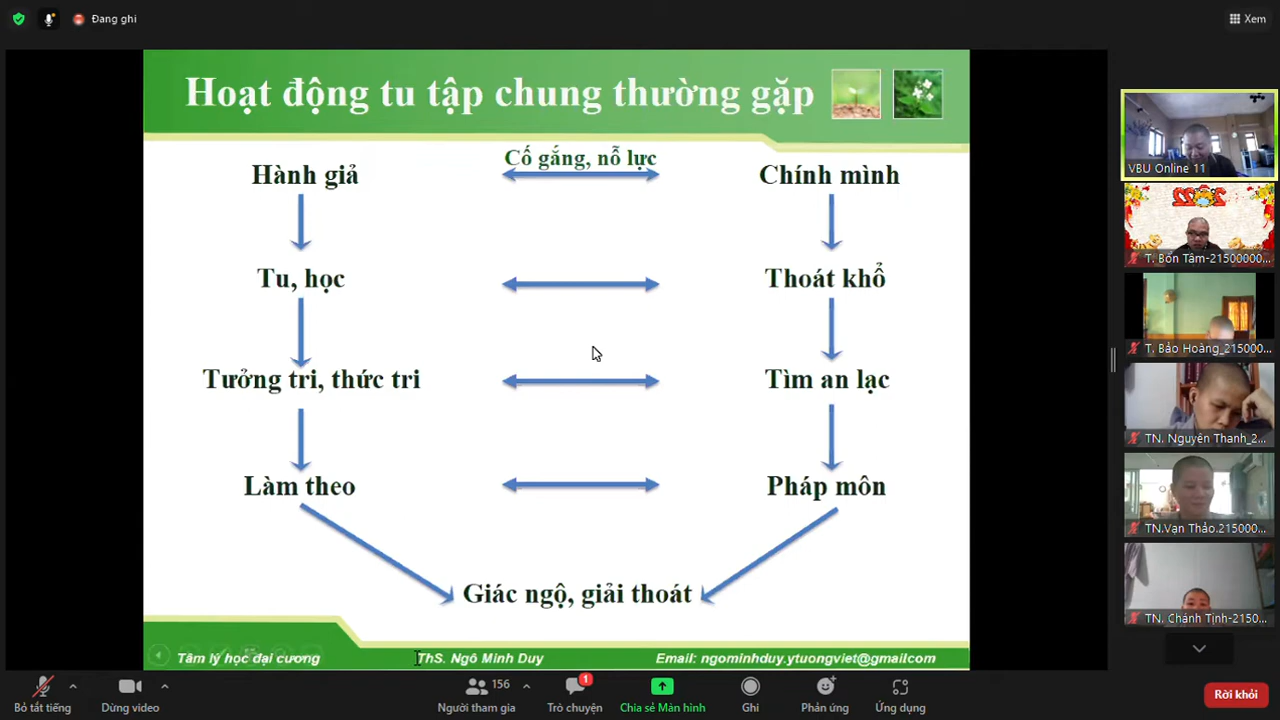 Đang ghi
Xem
Hoạt động tu tập chung thường gặp
Cố gắng, nỗ lực
Hành giả
Chính mình
Tu, học
Thoát khổ
Tưởng tri, thức tri
Tìm an lạc
Làm theo
Pháp môn
Giác ngộ, giải thoát
Tâm lý học đại cương
ThS. Ngô Minh Duy
Email: ngominhduy.ytuongviet@gmail.com
VBU Online 11
T. Bổn Tâm-21500000...
T. Bảo Hoàng_215000...
TN. Nguyên Thanh_2...
TN.Vạn Thảo.215000...
TN. Chánh Tịnh-2150...
Bỏ tắt tiếng
Dừng video
156
Người tham gia
1
Trò chuyện
Chia sẻ Màn hình
Ghi
Phản ứng
Ứng dụng
Rời khỏi